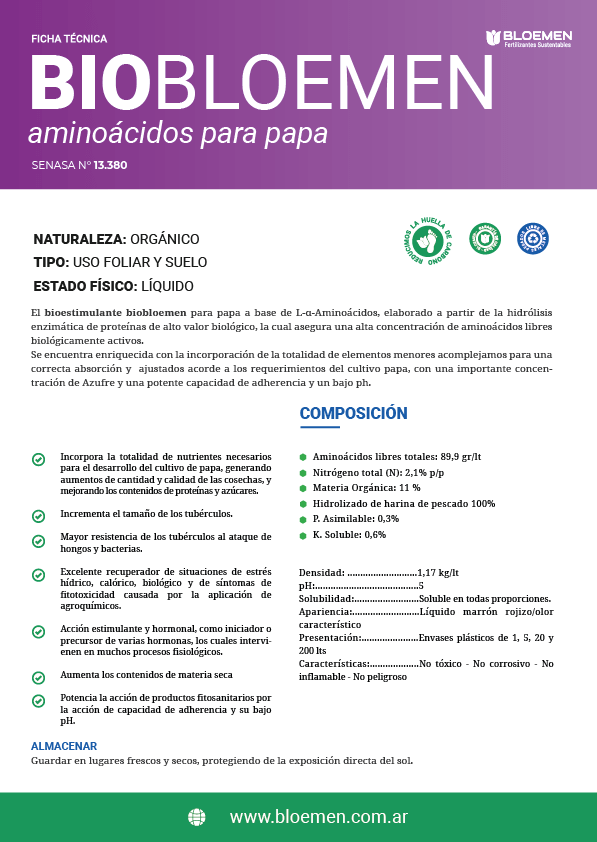 FICHA TÉCNICA
BLOEMEN
Fertilizantes Sustentables
BIOBLOEMEN
aminoácidos para papa
SENASA Nº 13.380
REDUCIMOS LA HUELLA DE CARBONO
NATURALEZA: ORGÁNICO
TIPO: USO FOLIAR Y SUELO
ESTADO FÍSICO: LÍQUIDO
El bioestimulante biobloemen para papa a base de L-α-Aminoácidos, elaborado a partir de la hidrólisis
enzimática de proteínas de alto valor biológico, la cual asegura una alta concentración de aminoácidos libres
biológicamente activos.
Se encuentra enriquecida con la incorporación de la totalidad de elementos menores acomplejamos para una
correcta absorción y ajustados acorde a los requerimientos del cultivo papa, con una importante concen-
tración de Azufre y una potente capacidad de adherencia y un bajo ph.
Incorpora la totalidad de nutrientes necesarios
para el desarrollo del cultivo de papa, generando
aumentos de cantidad y calidad de las cosechas, y
mejorando los contenidos de proteínas y azúcares.
Incrementa el tamaño de los tubérculos.
Mayor resistencia de los tubérculos al ataque de
hongos y bacterias.
Excelente recuperador de situaciones de estrés
hídrico, calórico, biológico y de síntomas de
fitotoxicidad causada por la aplicación de
agroquímicos.
Acción estimulante y hormonal, como iniciador o
precursor de varias hormonas, los cuales intervi-
enen en muchos procesos fisiológicos.
Aumenta los contenidos de materia seca
Potencia la acción de productos fitosanitarios por
la acción de capacidad de adherencia y su bajo
pH.
COMPOSICIÓN
Aminoácidos libres totales: 89,9 gr/lt
Nitrógeno total (N): 2,1% p/p
Materia Orgánica: 11 %
Hidrolizado de harina de pescado 100%
P. Asimilable: 0,3%
K. Soluble: 0,6%
Densidad: ............................1,17 kg/lt
pH:.........................................5
Solubilidad:..........................Soluble en todas proporciones.
Apariencia:...........................Líquido marrón rojizo/olor
característico
Presentación:.......................Envases plásticos de 1, 5, 20 y
200 lts
Características:....................No tóxico - No corrosivo - No
inflamable - No peligroso
ALMACENAR
Guardar en lugares frescos y secos, protegiendo de la exposición directa del sol.
www.bloemen.com.ar